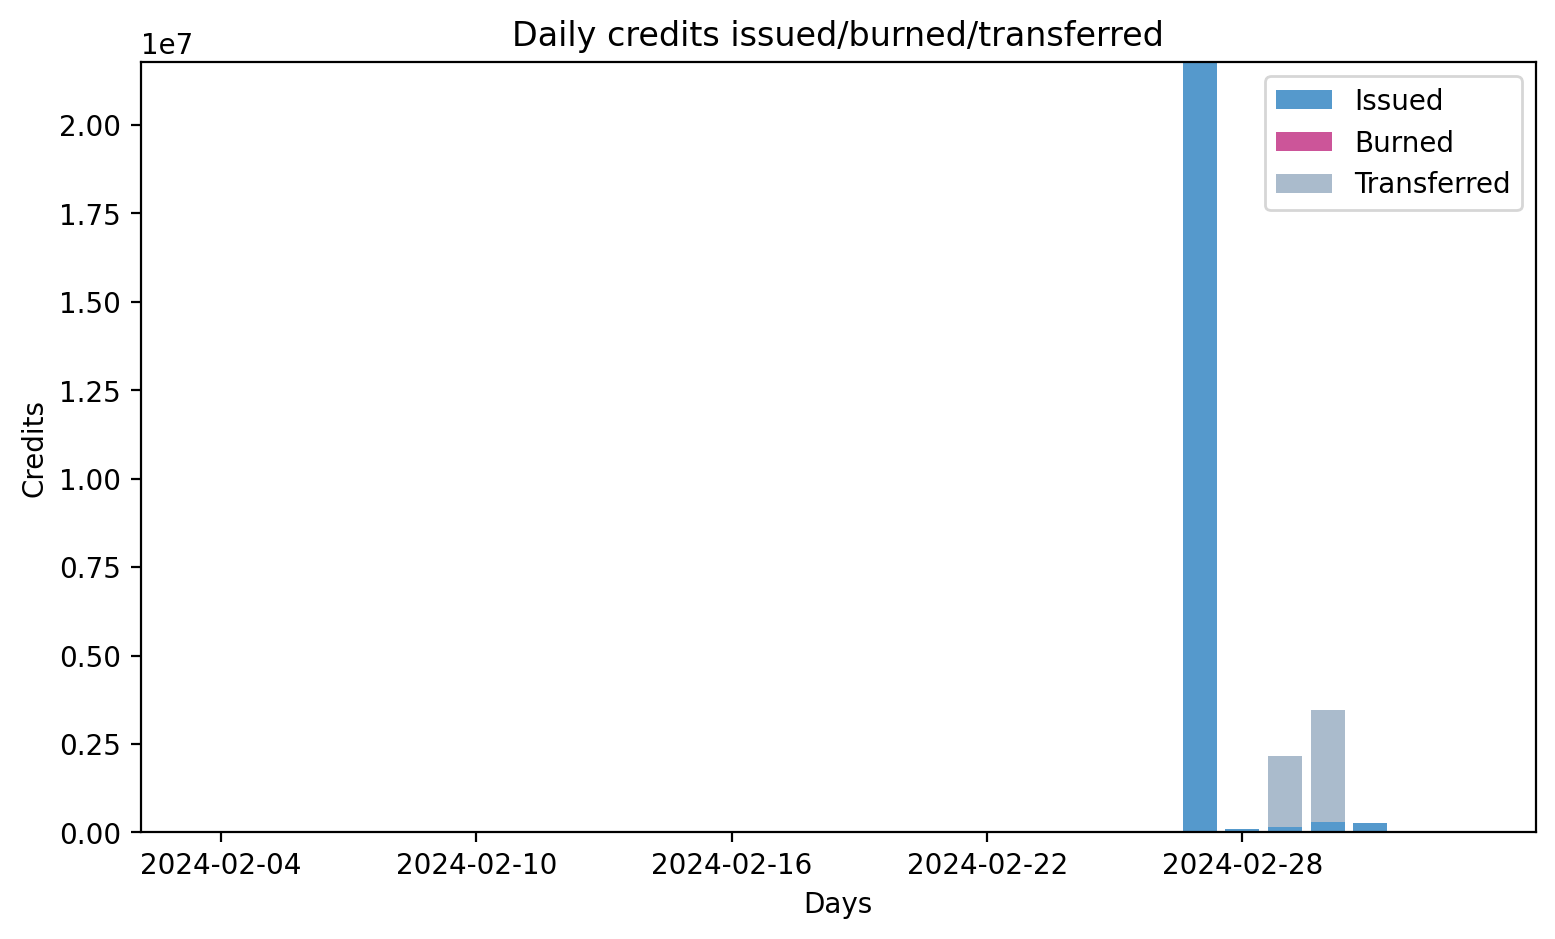 Daily credits issued/burned/transferred
1e7
2.00
1.75
1.50
1.25
1.00
0.75
0.50
0.25
0.00
Credits
Issued
Burned
Transferred
2024-02-04 2024-02-10 2024-02-16 2024-02-22 2024-02-28
Days